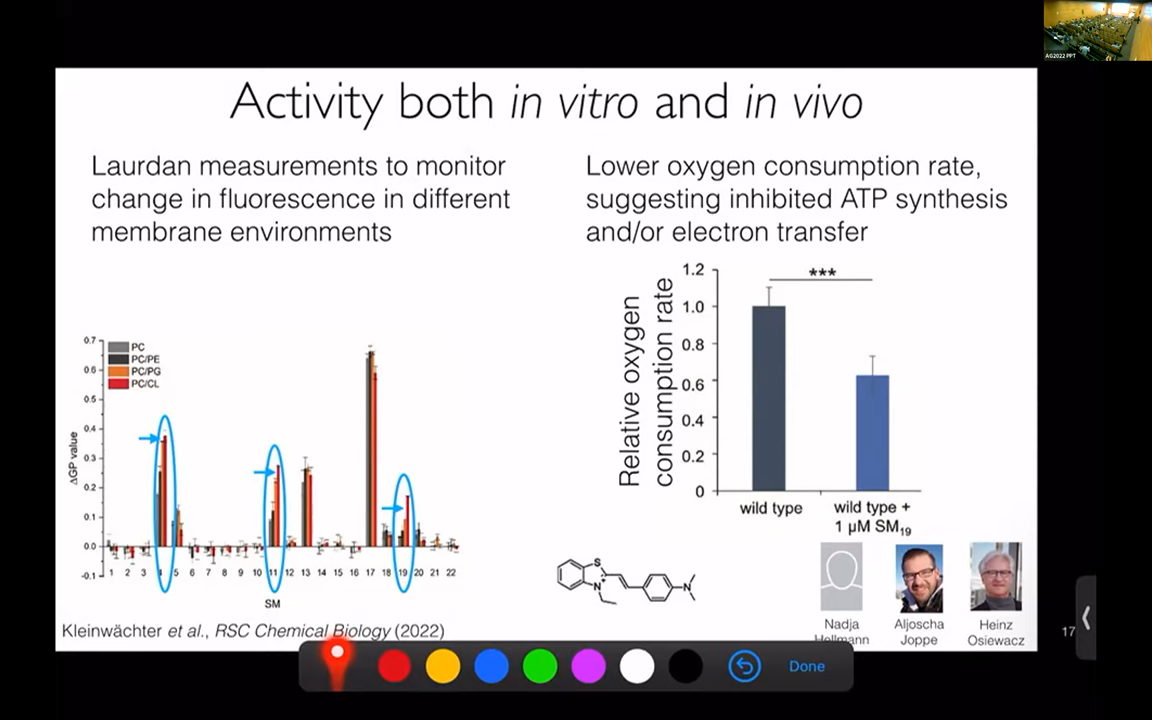 AG2022 PPT
Activity both in vitro and in vivo
Laurdan measurements to monitor
change in fluorescence in different
membrane environments
Lower oxygen consumption rate,
suggesting inhibited ATP synthesis
and/or electron transfer
0.7
0.6
0.5
0.4
0.3
0.2
0.1
0.0
-0.1
ΔGP value
PC
PC/PE
PC/PG
PC/CL
1 2 3 4 5 6 7 8 9 10 11 12 13 14 15 16 17 18 19 20 21 22
SM
Relative oxygen
consumption rate
1.2
1.0
0.8
0.6
0.4
0.2
0
***
wild type
wild type +
1 µM SM19
S
N
+
N
Nadja
Hellmann
Aljoscha
Joppe
Heinz
Osiewacz
Kleinwächter et al., RSC Chemical Biology (2022)
17
Done